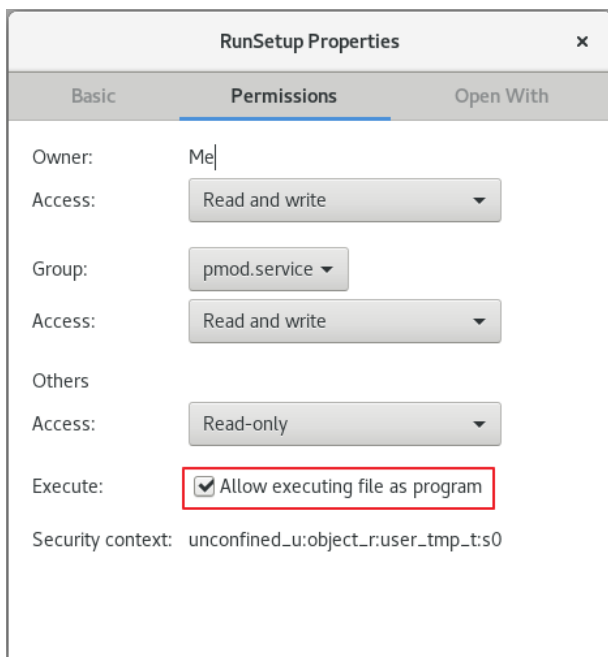 RunSetup Properties ×
Basic Permissions Open With
Owner: Me
Access: Read and write
Group: pmod.service
Access: Read and write
Others
Access: Read-only
Execute: Allow executing file as program
Security context: unconfined_u:object_r:user_tmp_t:s0